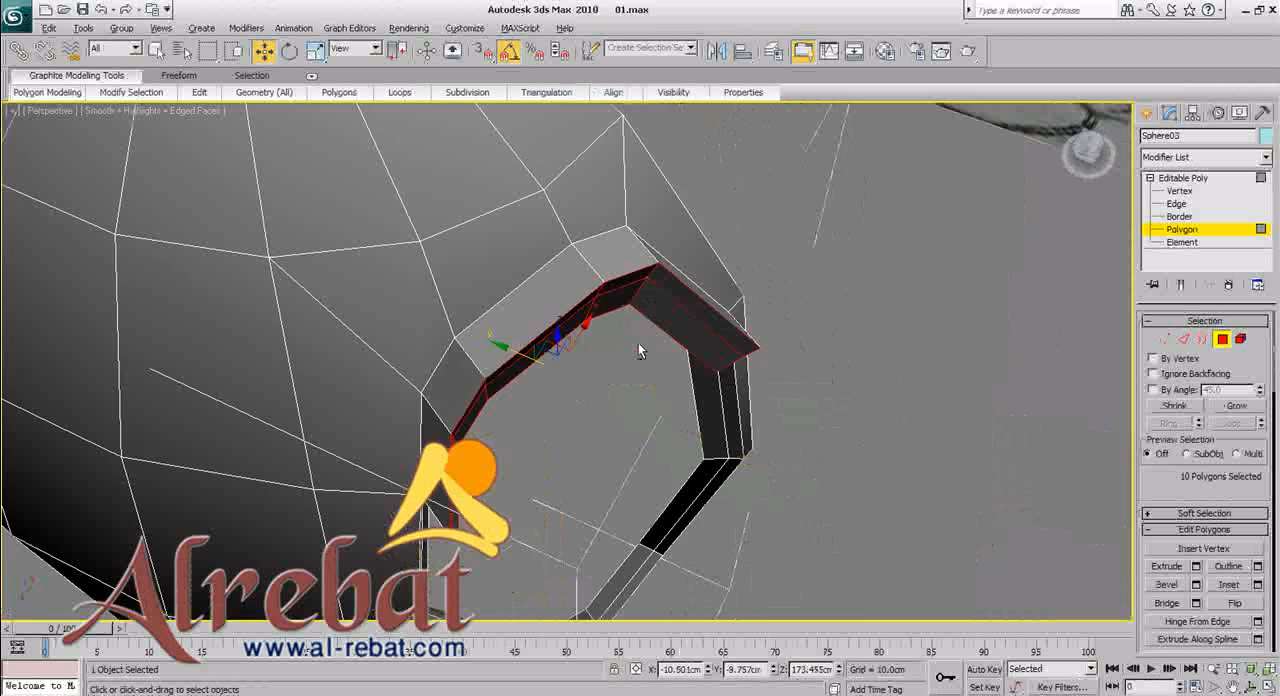 Autodesk 3ds Max 2010 01.max
Type a keyword or phrase
Edit Tools Group Views Create Modifiers Animation Graph Editors Rendering Customize MAXScript Help
All View Create Selection Se
Graphite Modeling Tools Freeform Selection
Polygon Modeling Modify Selection Edit Geometry (All) Polygons Loops Subdivision Triangulation Align Visibility Properties
[ Perspective ] [ Smooth + Highlights + Edged Faces ]
Sphere03
Modifier List
Editable Poly
Vertex
Edge
Border
Polygon
Element
Selection
By Vertex
Ignore Backfacing
By Angle: 45.0
Shrink Grow
Ring Loop
Preview Selection
Off SubObj Multi
10 Polygons Selected
Soft Selection
Edit Polygons
Insert Vertex
Extrude Outline
Bevel Inset
Bridge Flip
Hinge From Edge
Extrude Along Spline
Alrebat
www.al-rebat.com
0 / 100
5 10 15 20 25 30 35 40 45 50 55 60 65 70 75 80 85 90 95 100
1 Object Selected X: -10.501cm Y: -9.757cm Z: 173.455cm Grid = 10.0cm Auto Key Selected
Welcome to M Click or click-and-drag to select objects Add Time Tag Set Key Key Filters... 0